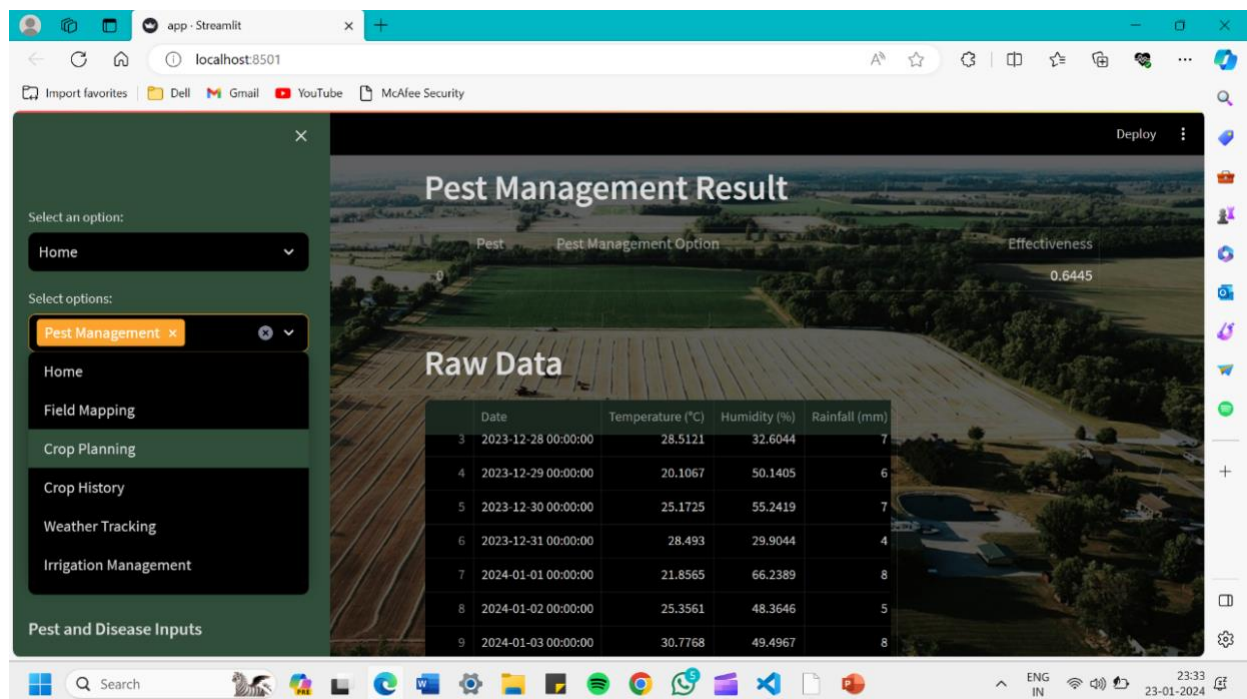 app · Streamlit
localhost:8501
Import favorites Dell Gmail YouTube McAfee Security
Deploy
Select an option:
Home
Select options:
Pest Management ×
Home
Field Mapping
Crop Planning
Crop History
Weather Tracking
Irrigation Management
Pest and Disease Inputs
Pest Management Result
Pest Pest Management Option Effectiveness
0 0.6445
Raw Data
Date Temperature (°C) Humidity (%) Rainfall (mm)
3 2023-12-28 00:00:00 28.5121 32.6044 7
4 2023-12-29 00:00:00 20.1067 50.1405 6
5 2023-12-30 00:00:00 25.1725 55.2419 7
6 2023-12-31 00:00:00 28.493 29.9044 4
7 2024-01-01 00:00:00 21.8565 66.2389 8
8 2024-01-02 00:00:00 25.3561 48.3646 5
9 2024-01-03 00:00:00 30.7768 49.4967 8
Search
PRE
5
ENG
IN
23:33
23-01-2024